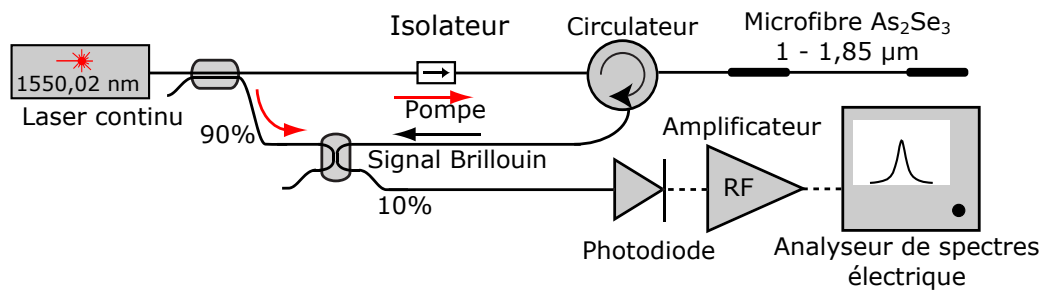 Isolateur
Circulateur
Microfibre As₂Se₃
1 - 1,85 µm
1550,02 nm
Laser continu
Pompe
90%
Signal Brillouin
Amplificateur
10%
RF
Photodiode
Analyseur de spectres
électrique